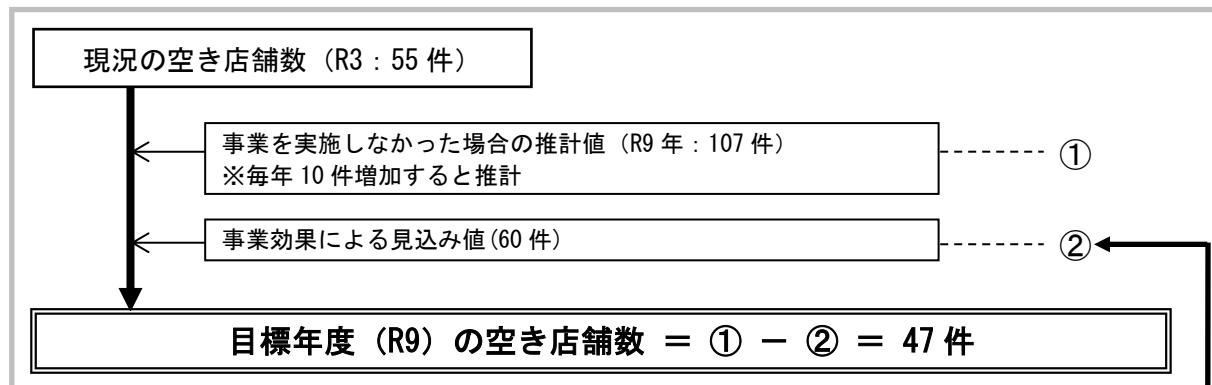 現況の空き店舗数（R3：55 件）
事業を実施しなかった場合の推計値（R9 年：107 件）
①
※毎年 10 件増加すると推計
事業効果による見込み値(60 件)
②
目標年度（R9）の空き店舗数 ＝ ① － ② ＝ 47 件